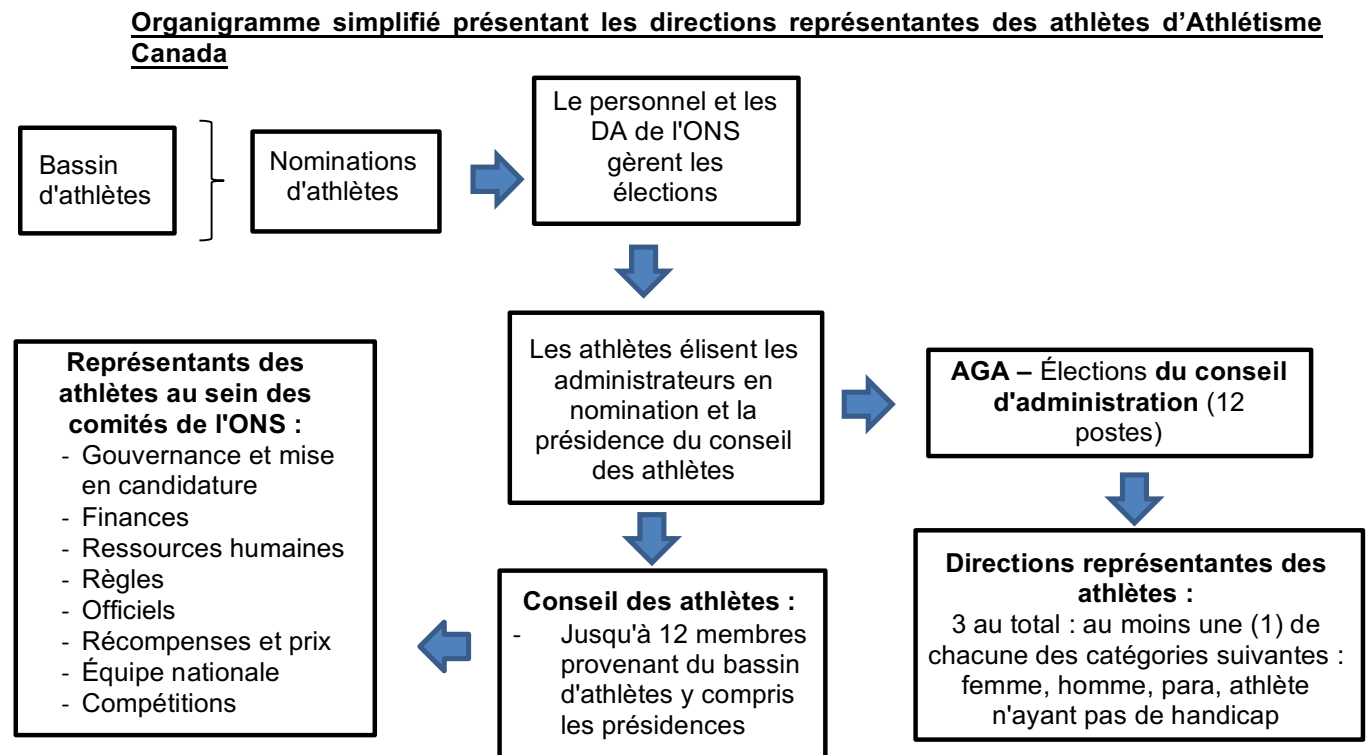 Organigramme simplifié présentant les directions représentantes des athlètes d’Athlétisme
Canada
Bassin
d'athlètes
Nominations
d'athlètes
Le personnel et les
DA de l'ONS
gèrent les
élections
Les athlètes élisent les
administrateurs en
nomination et la
présidence du conseil
des athlètes
AGA – Élections du conseil
d'administration (12
postes)
Directions représentantes des
athlètes :
3 au total : au moins une (1) de
chacune des catégories suivantes :
femme, homme, para, athlète
n'ayant pas de handicap
Conseil des athlètes :
- Jusqu'à 12 membres
provenant du bassin
d'athlètes y compris
les présidences
Représentants des
athlètes au sein des
comités de l'ONS :
- Gouvernance et mise
en candidature
- Finances
- Ressources humaines
- Règles
- Officiels
- Récompenses et prix
- Équipe nationale
- Compétitions